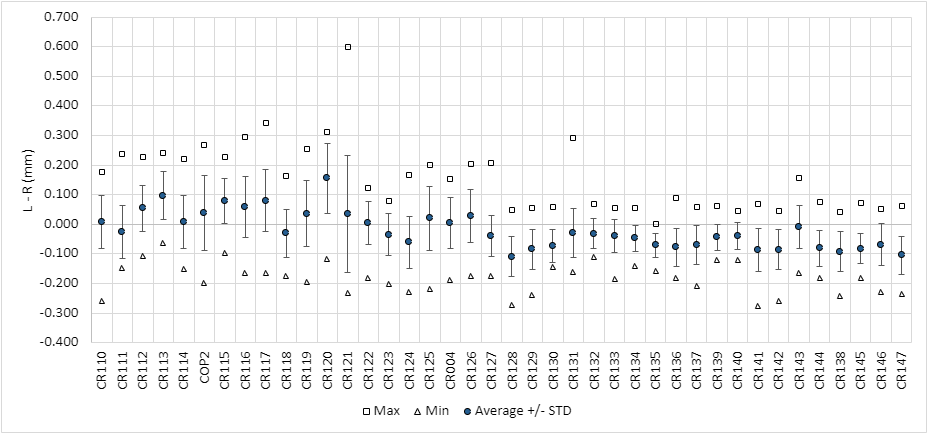 0.700
0.600
0.500
0.400
0.300
0.200
0.100
0.000
-0.100
-0.200
-0.300
-0.400
L - R (mm)
CR110
CR111
CR112
CR113
CR114
COP2
CR115
CR116
CR117
CR118
CR119
CR120
CR121
CR122
CR123
CR124
CR125
CR004
CR126
CR127
CR128
CR129
CR130
CR131
CR132
CR133
CR134
CR135
CR136
CR137
CR139
CR140
CR141
CR142
CR143
CR144
CR138
CR145
CR146
CR147
Max Min Average +/- STD